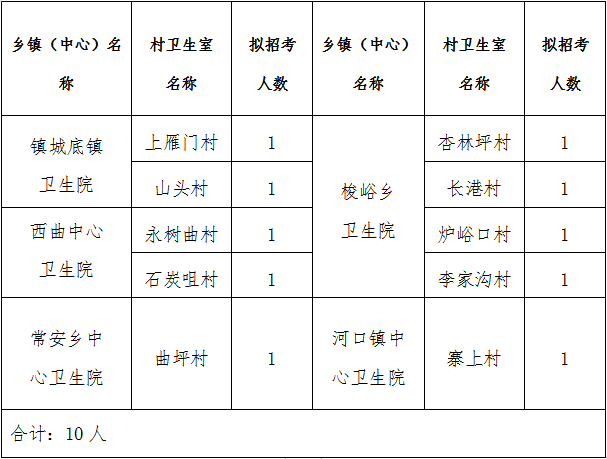 乡镇（中心）名称 村卫生室名称 拟招考人数 乡镇（中心）名称 村卫生室名称 拟招考人数
镇城底镇卫生院 上雁门村 1 梭峪乡卫生院 杏林坪村 1
山头村 1 长港村 1
西曲中心卫生院 永树曲村 1 炉峪口村 1
石炭咀村 1 李家沟村 1
常安乡中心卫生院 曲坪村 1 河口镇中心卫生院 寨上村 1
合计：10 人